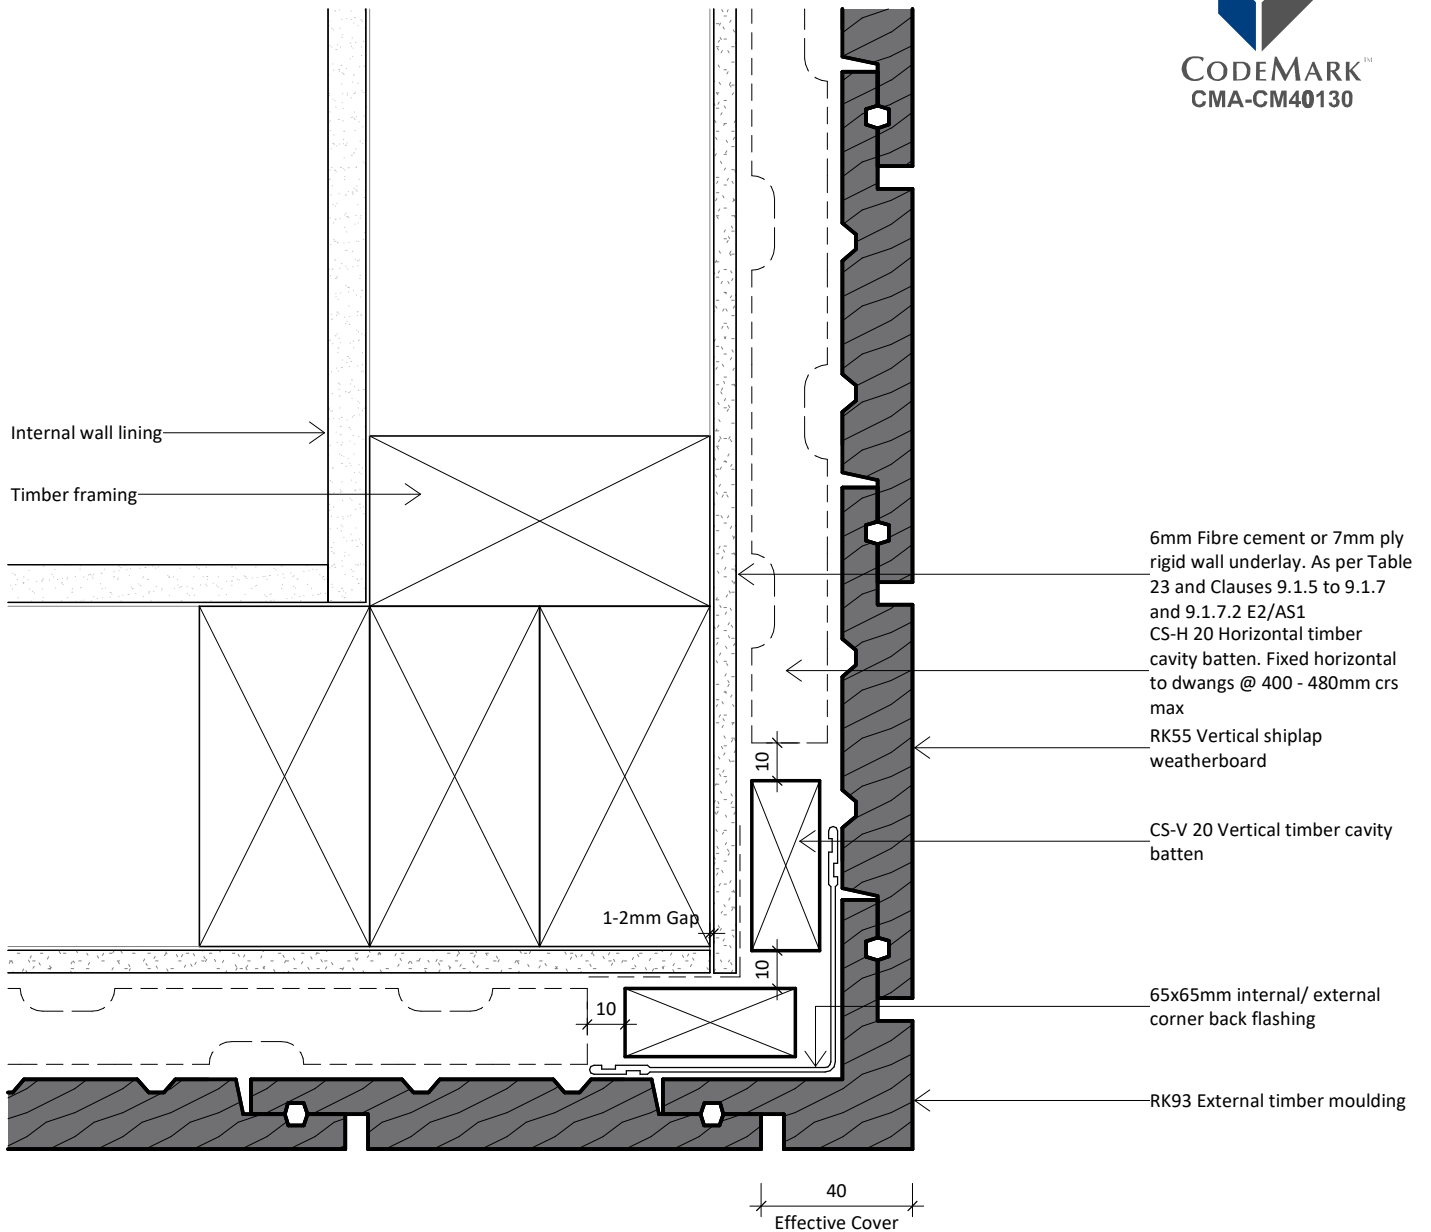 CODEMARK™
CMA-CM40130
Internal wall lining
Timber framing
6mm Fibre cement or 7mm ply
rigid wall underlay. As per Table
23 and Clauses 9.1.5 to 9.1.7
and 9.1.7.2 E2/AS1
CS-H 20 Horizontal timber
cavity batten. Fixed horizontal
to dwangs @ 400 - 480mm crs
max
RK55 Vertical shiplap
weatherboard
10
CS-V 20 Vertical timber cavity
batten
1-2mm Gap
10
10
65x65mm internal/ external
corner back flashing
RK93 External timber moulding
40
Effective Cover